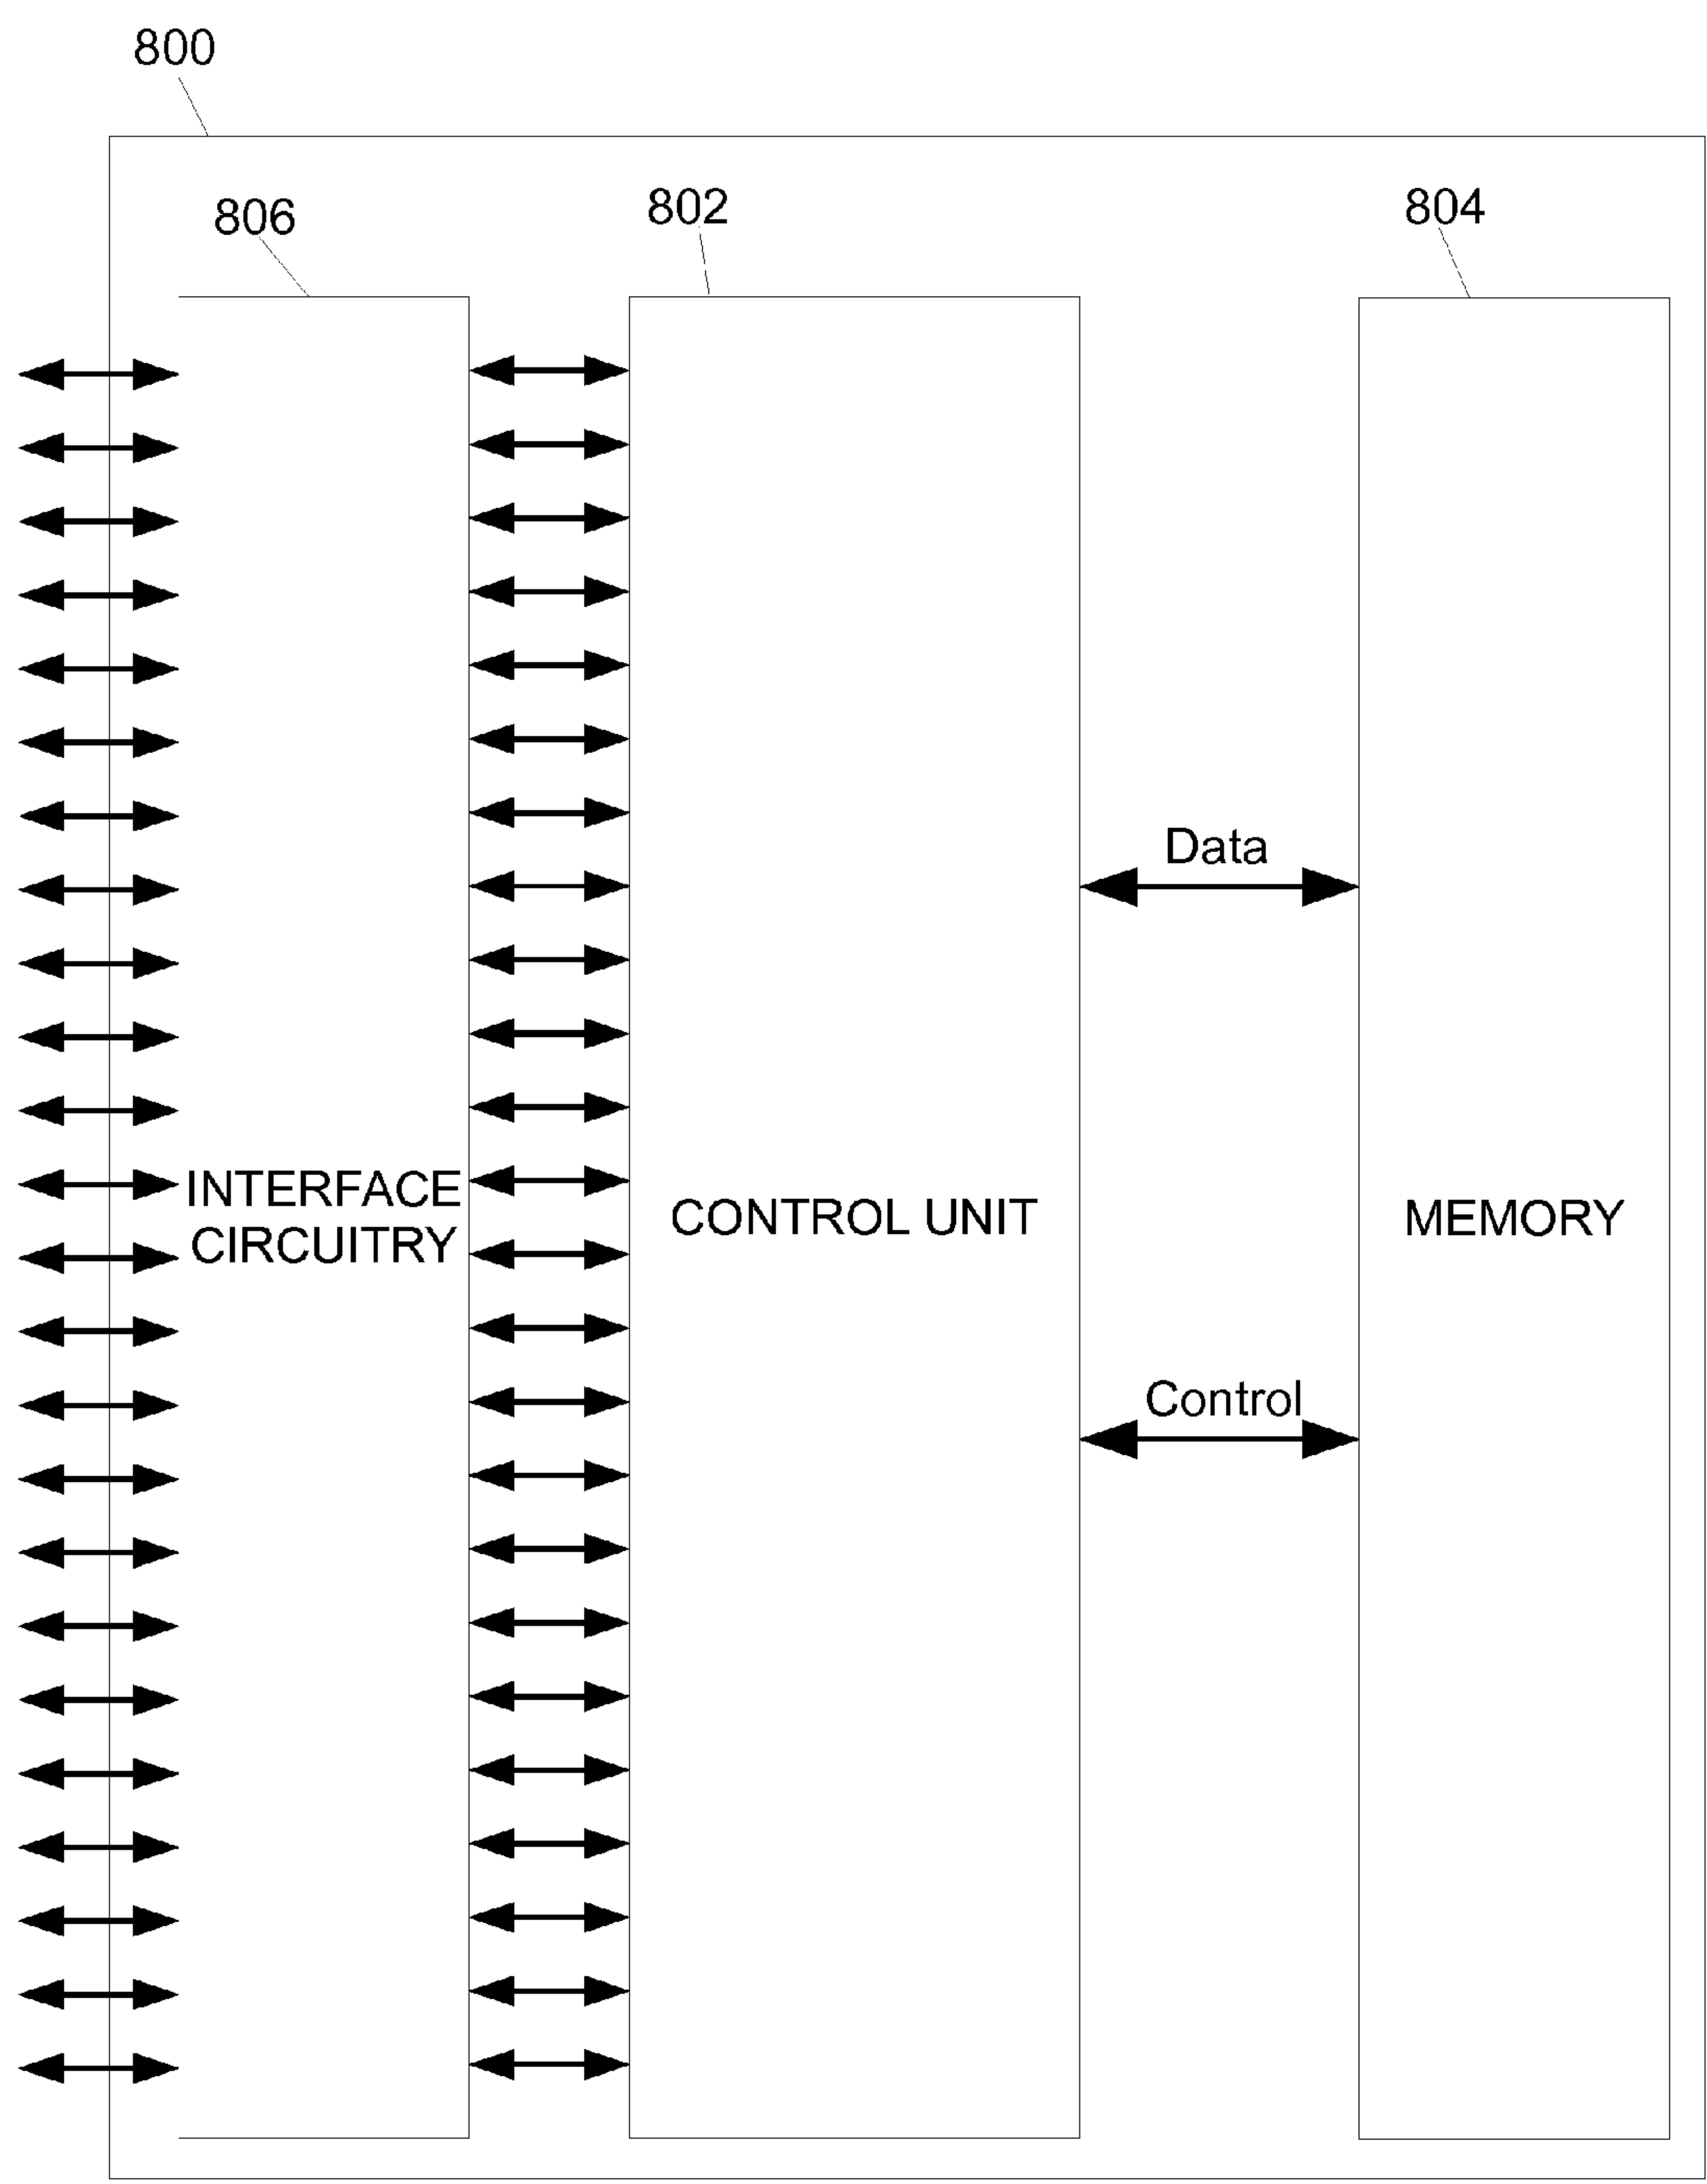 800
806
802
804
Data
INTERFACE
CIRCUITRY
CONTROL UNIT
MEMORY
Control